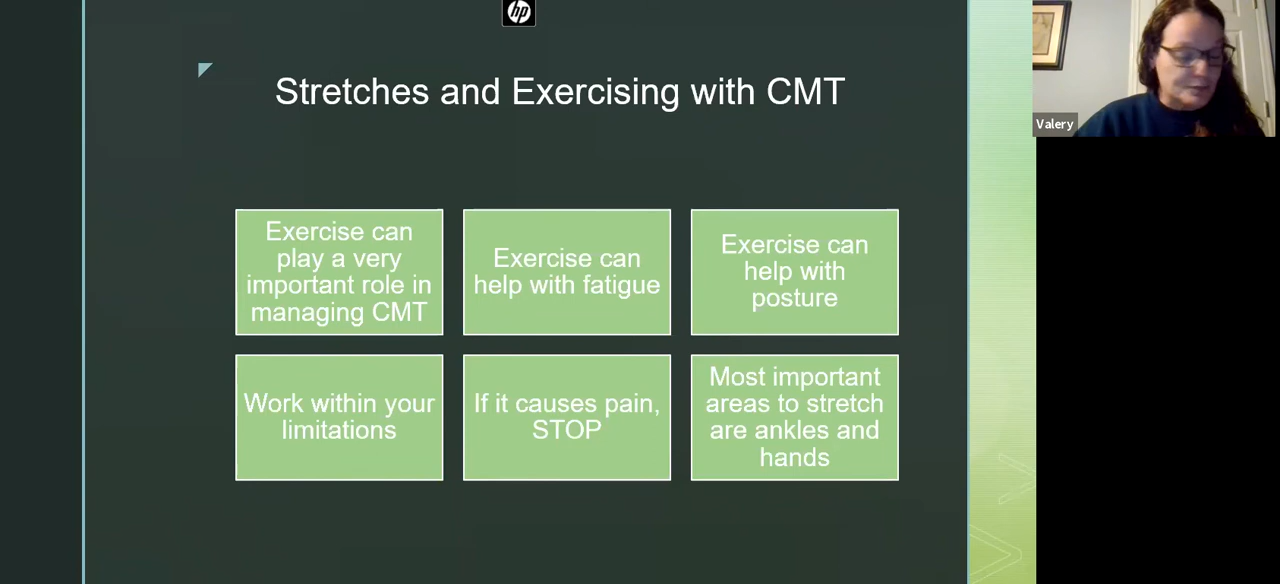 hp
Stretches and Exercising with CMT
Valery
Exercise can
play a very
important role in
managing CMT
Exercise can
help with fatigue
Exercise can
help with
posture
Work within your
limitations
If it causes pain,
STOP
Most important
areas to stretch
are ankles and
hands